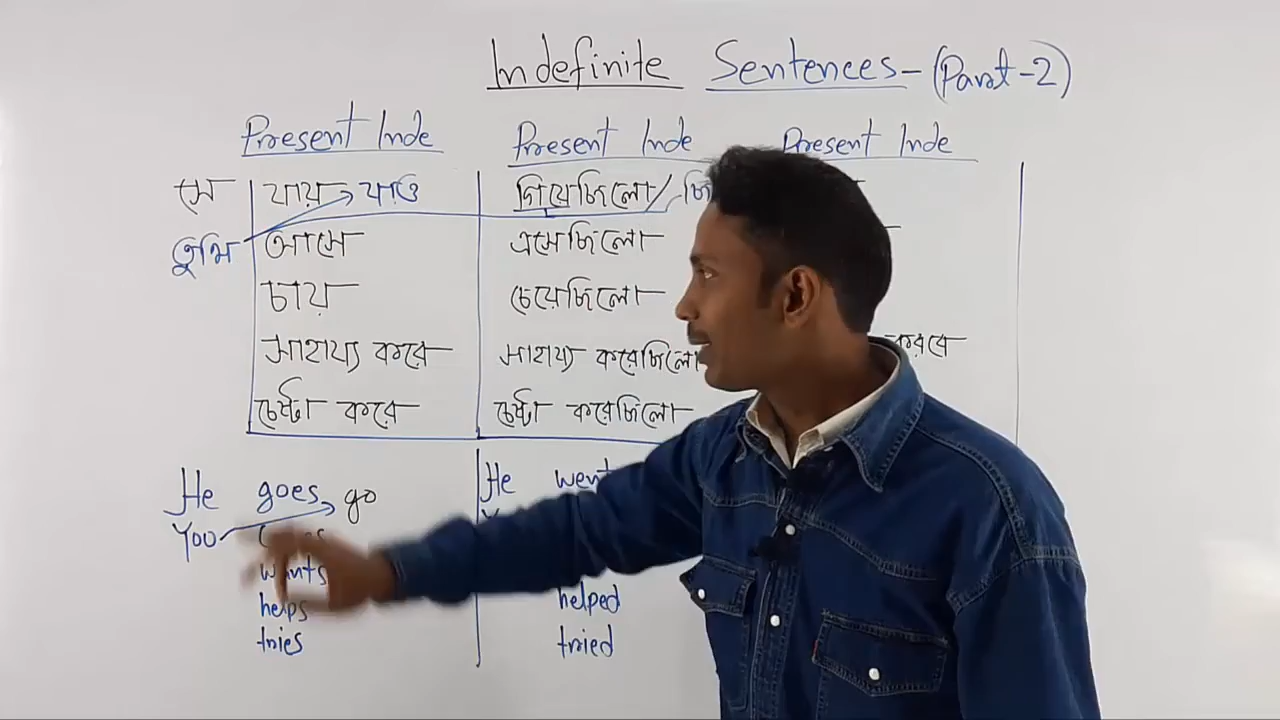 Indefinite Sentences - (Part-2)
Present Inde Present Inde Present Inde
সে যায় যাও গিয়েছিলো/
তুমি আসে এসেছিলো
চায় চেয়েছিলো
সাহায্য করে সাহায্য করেছিলো করবে
চেষ্টা করে চেষ্টা করেছিলো
He goes go He went
You
wants
helps helped
tries tried